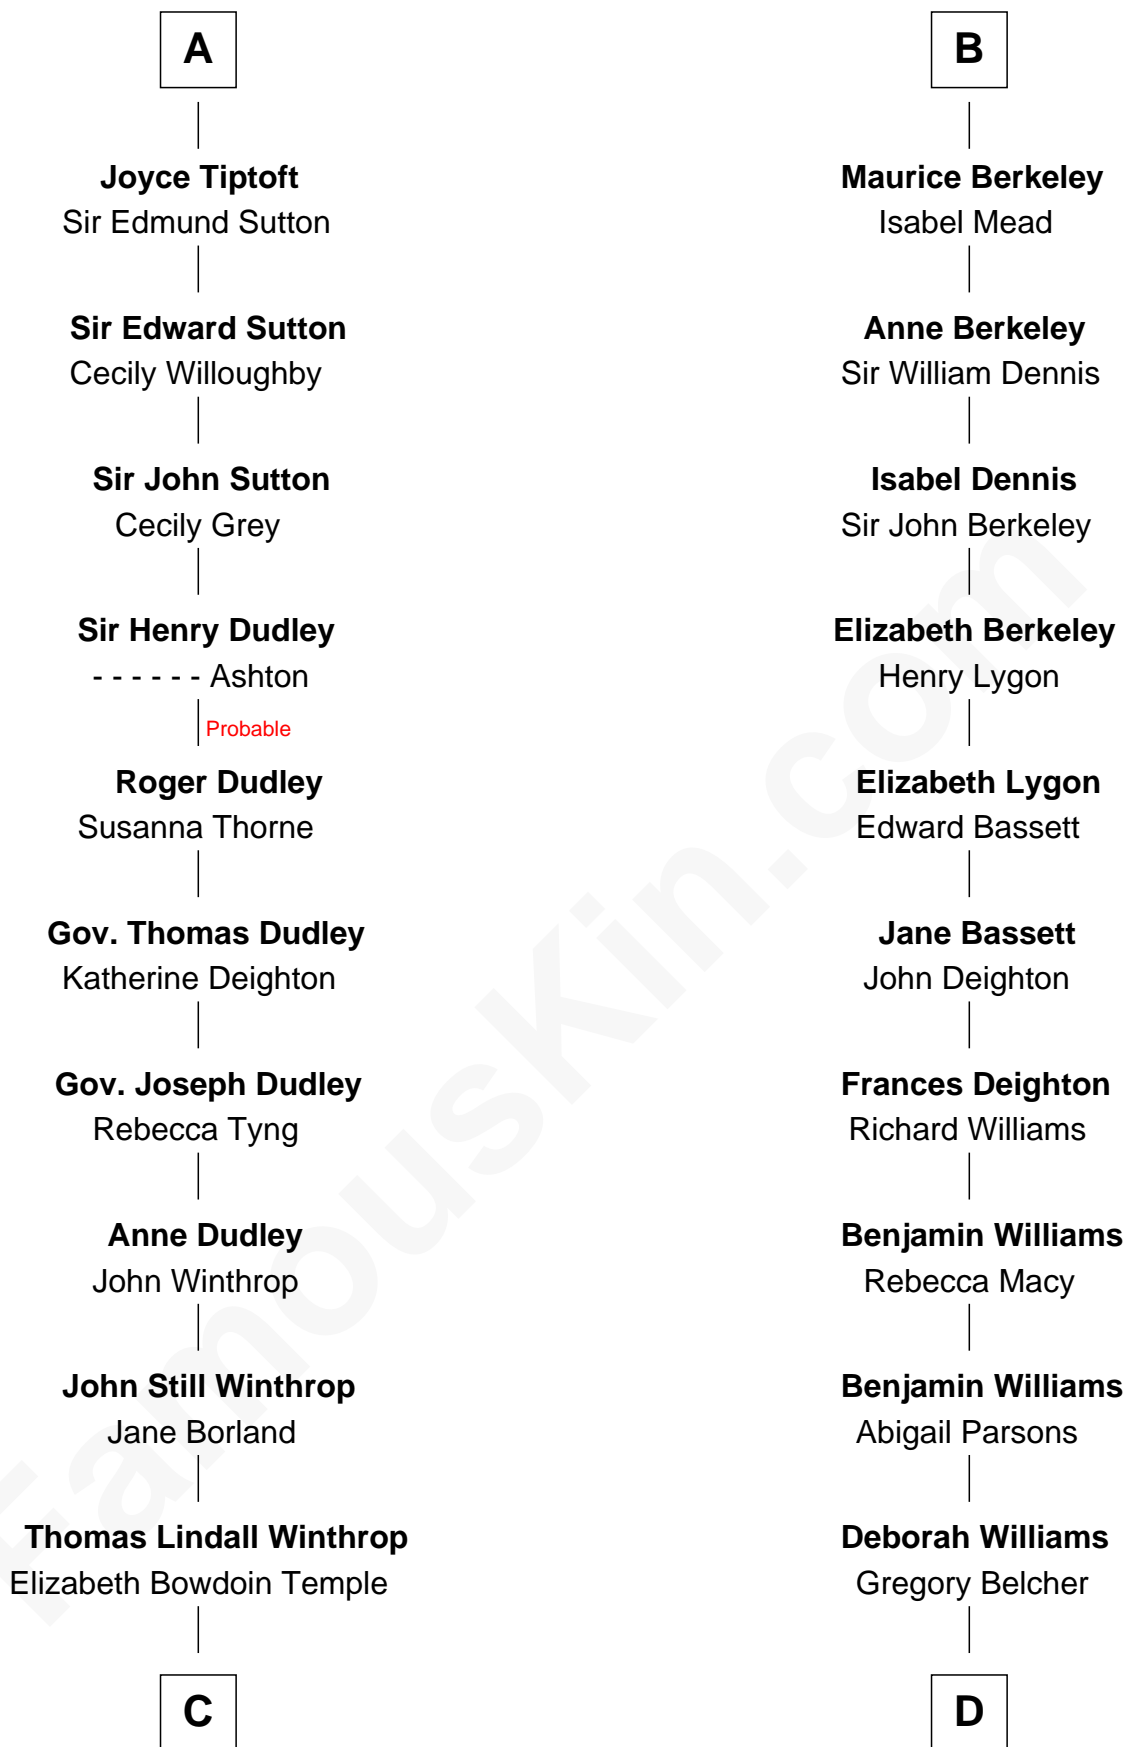 A
Joyce Tiptoft
Sir Edmund Sutton
Sir Edward Sutton
Cecily Willoughby
Sir John Sutton
Cecily Grey
Sir Henry Dudley
- - - - - - Ashton
Probable
Roger Dudley
Susanna Thorne
Gov. Thomas Dudley
Katherine Deighton
Gov. Joseph Dudley
Rebecca Tyng
Anne Dudley
John Winthrop
John Still Winthrop
Jane Borland
Thomas Lindall Winthrop
Elizabeth Bowdoin Temple
C
B
Maurice Berkeley
Isabel Mead
Anne Berkeley
Sir William Dennis
Isabel Dennis
Sir John Berkeley
Elizabeth Berkeley
Henry Lygon
Elizabeth Lygon
Edward Bassett
Jane Bassett
John Deighton
Frances Deighton
Richard Williams
Benjamin Williams
Rebecca Macy
Benjamin Williams
Abigail Parsons
Deborah Williams
Gregory Belcher
D
FamousKin.com